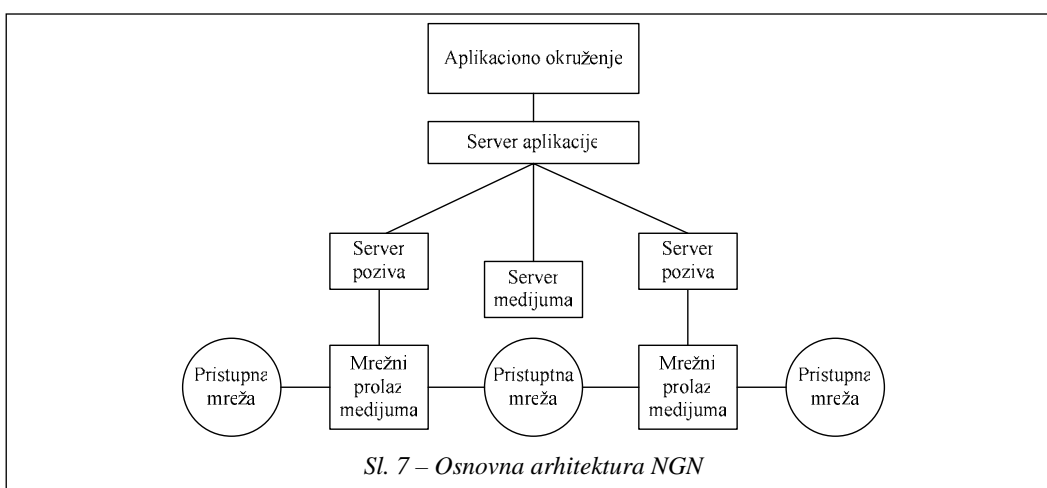 Aplikaciono okruženje
Server aplikacije
Server
poziva
Server
medijuma
Server
poziva
Pristupna
mreža
Mrežni
prolaz
medijuma
Pristuptna
mreža
Mrežni
prolaz
medijuma
Pristupna
mreža
Sl. 7 – Osnovna arhitektura NGN